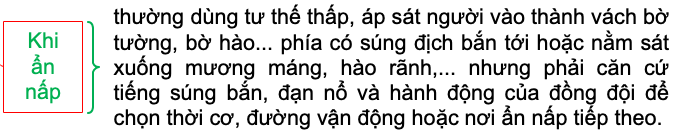 Khi
ẩn
nấp
thường dùng tư thế thấp, áp sát người vào thành vách bờ
tường, bờ hào... phía có súng địch bắn tới hoặc nằm sát
xuống mương máng, hào rãnh,... nhưng phải căn cứ
tiếng súng bắn, đạn nổ và hành động của đồng đội để
chọn thời cơ, đường vận động hoặc nơi ẩn nấp tiếp theo.